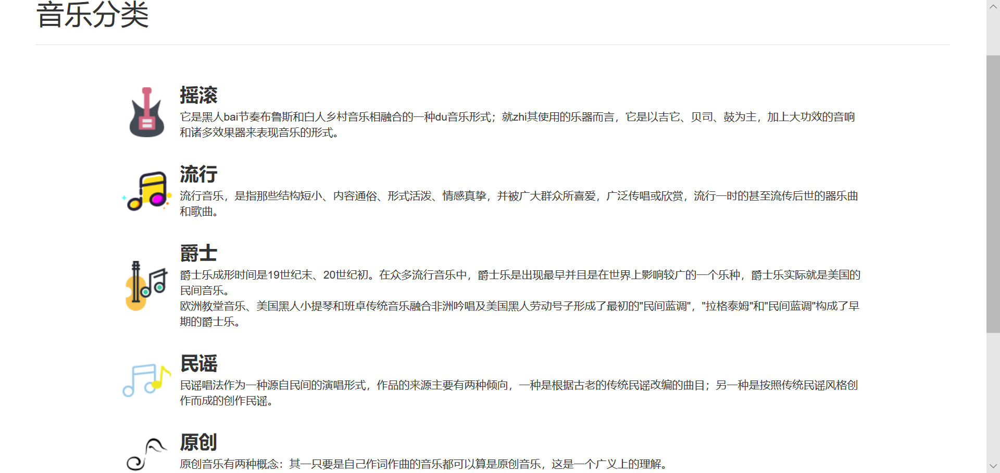 音乐分类
摇滚
它是黑人bai节奏布鲁斯和白人乡村音乐相融合的一种du音乐形式；就zhi其使用的乐器而言，它是以吉它、贝司、鼓为主，加上大功效的音响
和诸多效果器来表现音乐的形式。
流行
流行音乐，是指那些结构短小、内容通俗、形式活泼、情感真挚，并被广大群众所喜爱，广泛传唱或欣赏，流行一时的甚至流传后世的器乐曲
和歌曲。
爵士
爵士乐成形时间是19世纪末、20世纪初。在众多流行音乐中，爵士乐是出现最早并且是在世界上影响较广的一个乐种，爵士乐实际就是美国的
民间音乐。
欧洲教堂音乐、美国黑人小提琴和班卓传统音乐融合非洲吟唱及美国黑人劳动号子形成了最初的"民间蓝调"，"拉格泰姆"和"民间蓝调"构成了早
期的爵士乐。
民谣
民谣唱法作为一种源自民间的演唱形式，作品的来源主要有两种倾向，一种是根据古老的传统民谣改编的曲目；另一种是按照传统民谣风格创
作而成的创作民谣。
原创
原创音乐有两种概念：其一只要是自己作词作曲的音乐都可以算是原创音乐，这是一个广义上的理解。